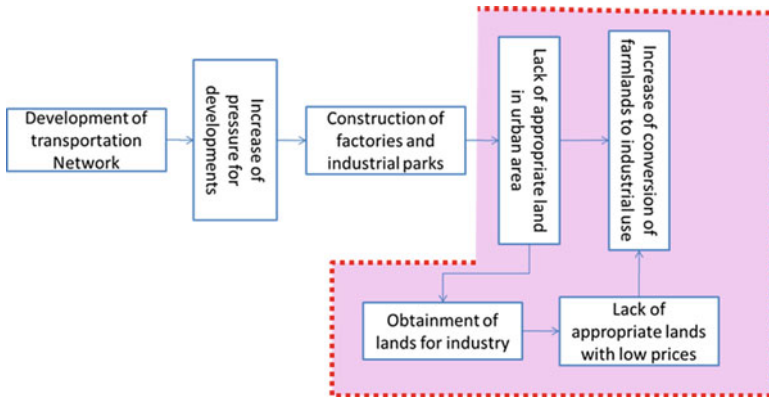 Development of
transportation
Network
Increase of
pressure for
developments
Construction of
factories and
industrial parks
Lack of appropriate land
in urban area
Increase of conversion of
farmlands to industrial use
Obtainment of
lands for industry
Lack of
appropriate lands
with low prices